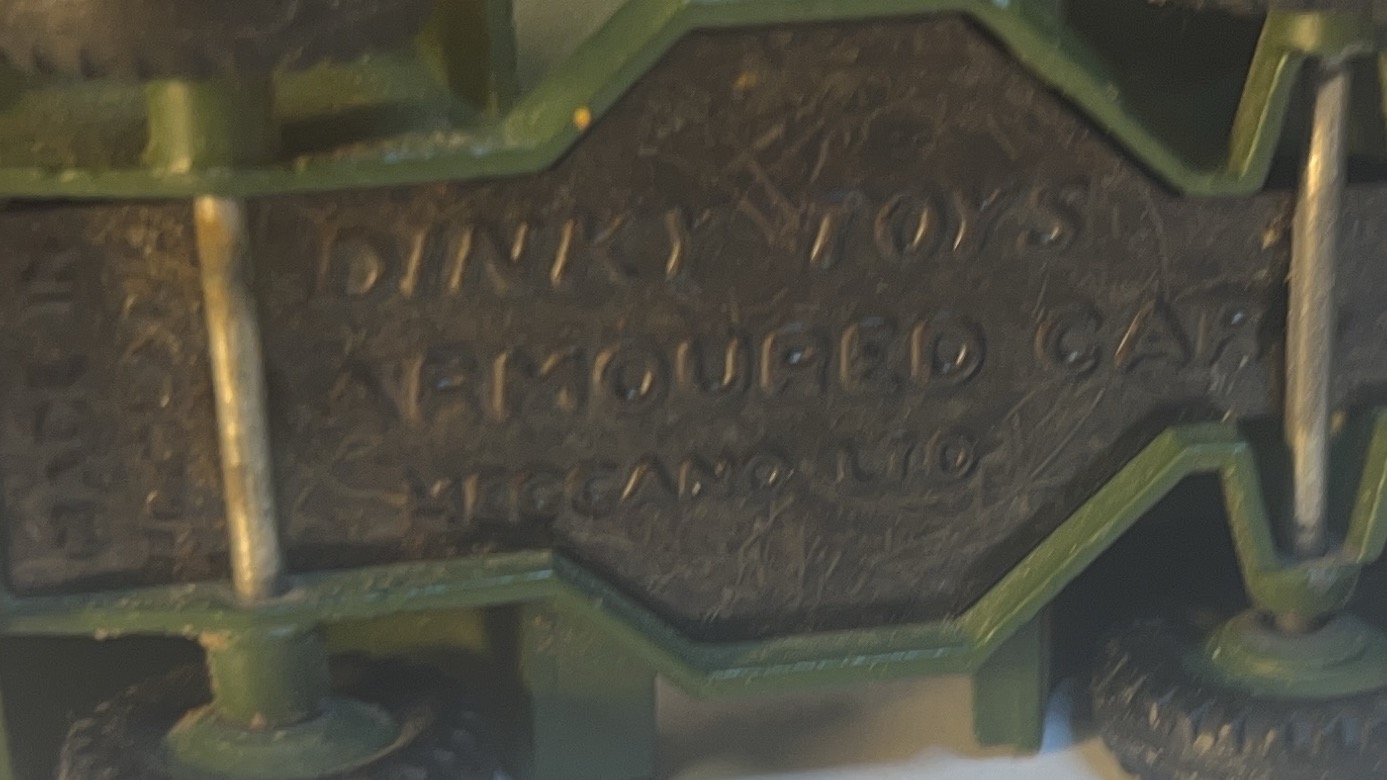 DINKY TOYS
ARMOURED CAR
MECCANO LTD